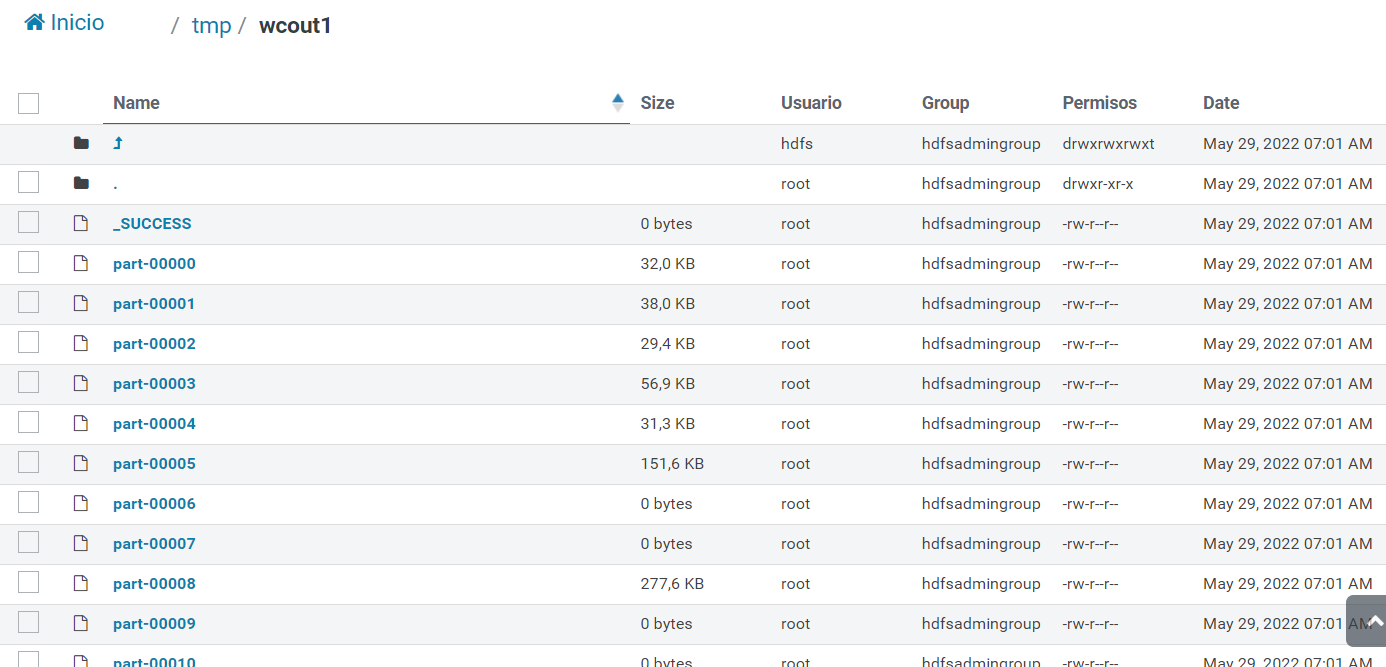 Inicio / tmp / wcout1
Name Size Usuario Group Permisos Date
hdfs hdfsadmingroup drwxrwxrwxt May 29, 2022 07:01 AM
. root hdfsadmingroup drwxr-xr-x May 29, 2022 07:01 AM
_SUCCESS 0 bytes root hdfsadmingroup -rw-r--r-- May 29, 2022 07:01 AM
part-00000 32,0 KB root hdfsadmingroup -rw-r--r-- May 29, 2022 07:01 AM
part-00001 38,0 KB root hdfsadmingroup -rw-r--r-- May 29, 2022 07:01 AM
part-00002 29,4 KB root hdfsadmingroup -rw-r--r-- May 29, 2022 07:01 AM
part-00003 56,9 KB root hdfsadmingroup -rw-r--r-- May 29, 2022 07:01 AM
part-00004 31,3 KB root hdfsadmingroup -rw-r--r-- May 29, 2022 07:01 AM
part-00005 151,6 KB root hdfsadmingroup -rw-r--r-- May 29, 2022 07:01 AM
part-00006 0 bytes root hdfsadmingroup -rw-r--r-- May 29, 2022 07:01 AM
part-00007 0 bytes root hdfsadmingroup -rw-r--r-- May 29, 2022 07:01 AM
part-00008 277,6 KB root hdfsadmingroup -rw-r--r-- May 29, 2022 07:01 AM
part-00009 0 bytes root hdfsadmingroup -rw-r--r-- May 29, 2022 07:01 AM
part-00010 0 bytes root hdfsadmingroup -rw-r--r-- May 29, 2022 07:01 AM